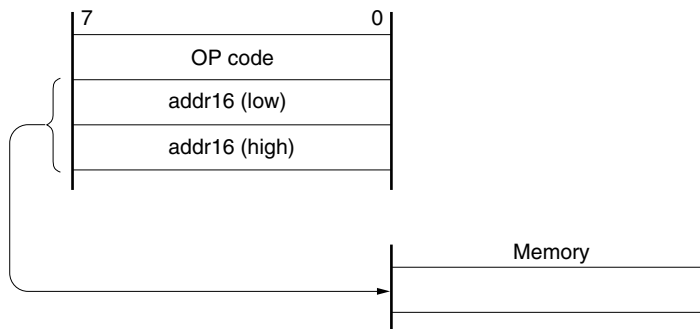 7 0
OP code
addr16 (low)
addr16 (high)
Memory